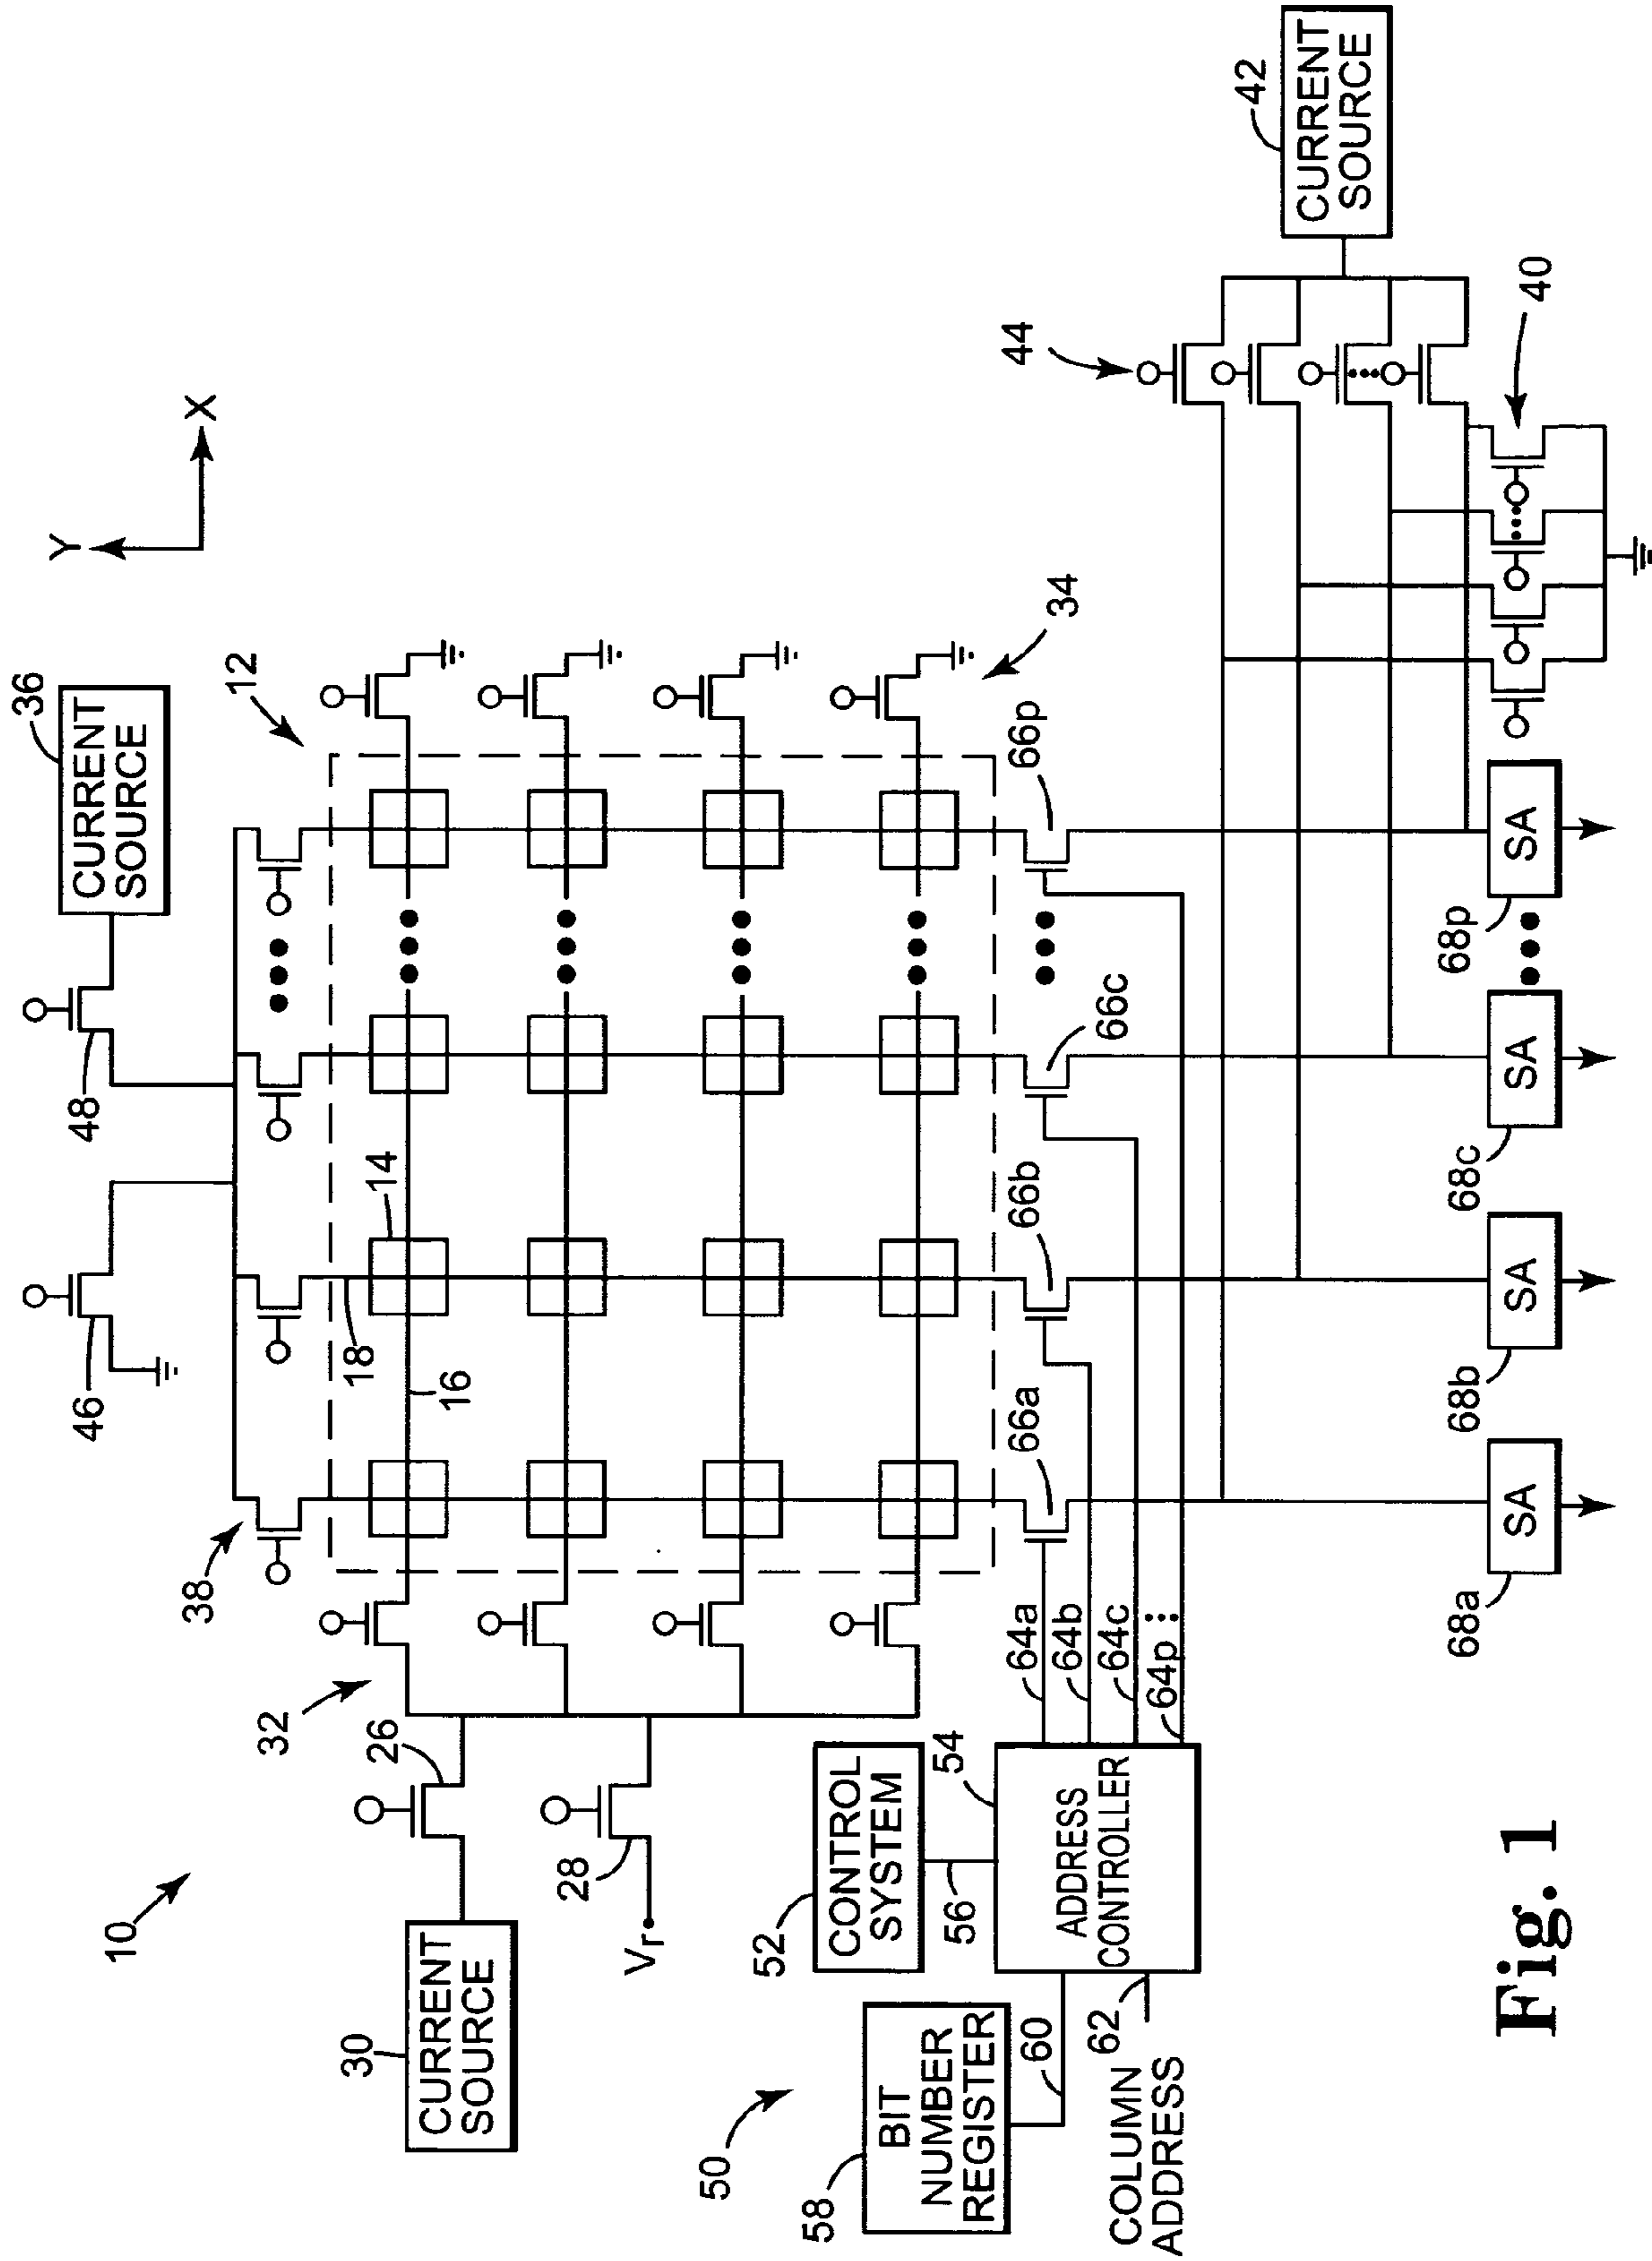 10
30
CURRENT
SOURCE
26
28
Vr
32
38
46
48
36
CURRENT
SOURCE
12
Y
X
18
14
16
34
50
52
CONTROL
SYSTEM
56
54
ADDRESS
CONTROLLER
58
BIT
NUMBER
REGISTER
60
62
COLUMN
ADDRESS
64a
64b
64c
64p
66a
66b
66c
66p
44
42
CURRENT
SOURCE
40
68a
SA
68b
SA
68c
SA
68p
SA
Fig. 1